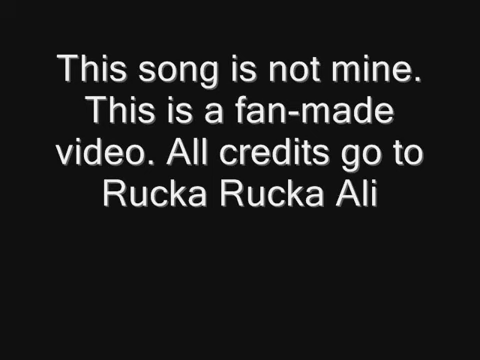 This song is not mine.
This is a fan-made
video. All credits go to
Rucka Rucka Ali